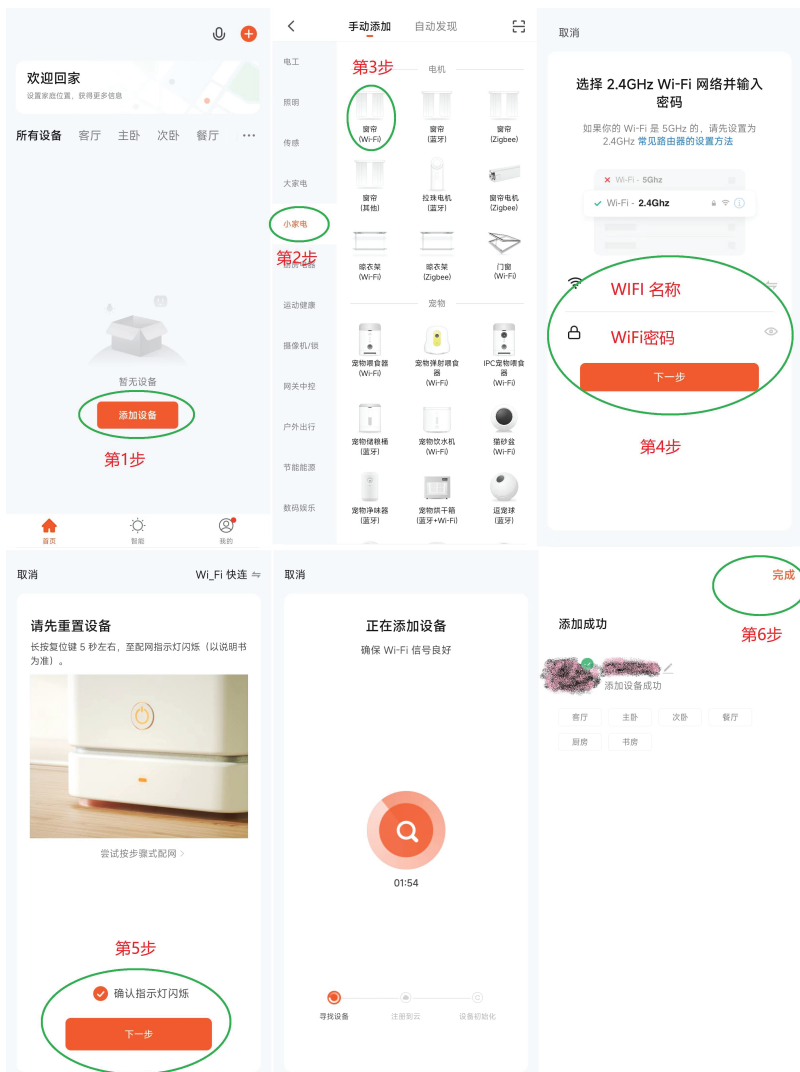 欢迎回家
设置家庭位置，获得更多信息
所有设备 客厅 主卧 次卧 餐厅 ···
暂无设备
添加设备
第1步
首页 智能 我的
手动添加 自动发现
电工
照明
传感
大家电
小家电
第2步
运动健康
摄像机/锁
网关中控
户外出行
节能能源
数码娱乐
第3步
电机
窗帘
(Wi-Fi)
窗帘
(蓝牙)
窗帘
(Zigbee)
窗帘
(其他)
拉珠电机
(蓝牙)
窗帘电机
(Zigbee)
晾衣架
(Wi-Fi)
晾衣架
(Zigbee)
门窗
(Wi-Fi)
宠物
宠物喂食器
(Wi-Fi)
宠物弹射喂食
器
(Wi-Fi)
IPC宠物喂食
器
(Wi-Fi)
宠物储粮桶
(蓝牙)
宠物饮水机
(Wi-Fi)
猫砂盆
(Wi-Fi)
宠物净味器
(蓝牙)
宠物烘干箱
(蓝牙+Wi-Fi)
逗宠球
(蓝牙)
取消
选择 2.4GHz Wi-Fi 网络并输入
密码
如果你的 Wi-Fi 是 5GHz 的，请先设置为
2.4GHz 常见路由器的设置方法
Wi-Fi - 5Ghz
Wi-Fi - 2.4Ghz
WIFI 名称
WiFi密码
下一步
第4步
取消 Wi_Fi 快连
请先重置设备
长按复位键 5 秒左右，至配网指示灯闪烁（以说明书
为准）。
尝试按步骤式配网 >
第5步
确认指示灯闪烁
下一步
取消
正在添加设备
确保 Wi-Fi 信号良好
01:54
寻找设备 注册到云 设备初始化
完成
第6步
添加成功
添加设备成功
客厅 主卧 次卧 餐厅
厨房 书房